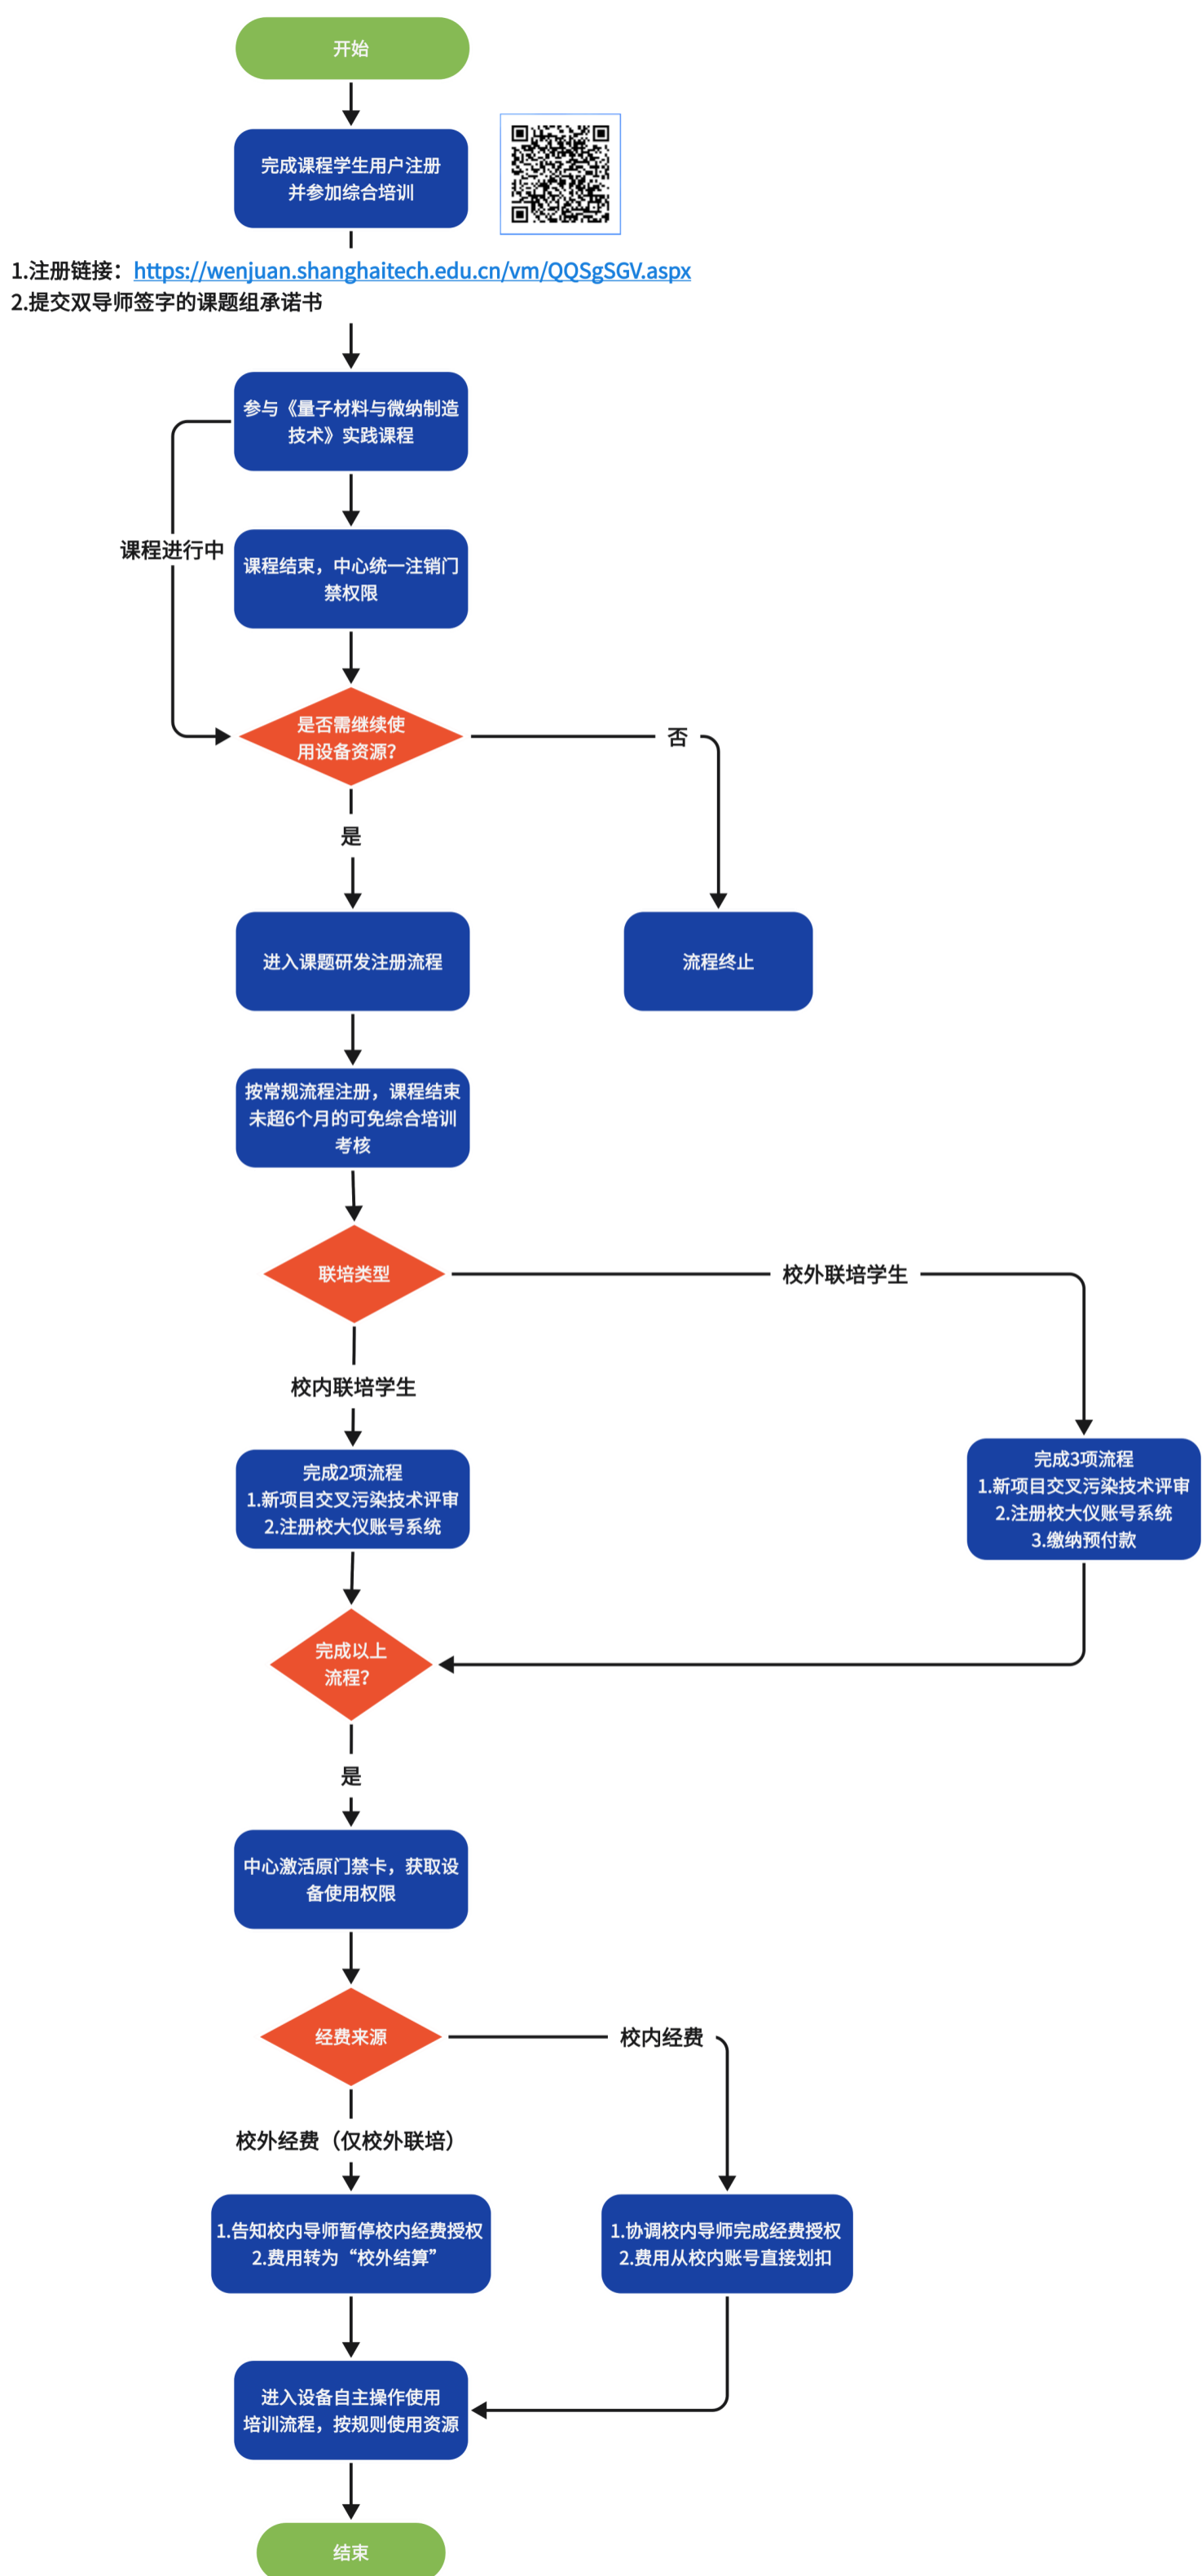 开始
完成课程学生用户注册
并参加综合培训
1.注册链接：https://wenjuan.shanghaitech.edu.cn/vm/QQSgSGV.aspx
2.提交双导师签字的课题组承诺书
参与《量子材料与微纳制造
技术》实践课程
课程进行中
课程结束，中心统一注销门
禁权限
是否需继续使
用设备资源？
否
是
进入课题研发注册流程
流程终止
按常规流程注册，课程结束
未超6个月的可免综合培训
考核
联培类型
校外联培学生
校内联培学生
完成2项流程
1.新项目交叉污染技术评审
2.注册校大仪账号系统
完成3项流程
1.新项目交叉污染技术评审
2.注册校大仪账号系统
3.缴纳预付款
完成以上
流程？
是
中心激活原门禁卡，获取设
备使用权限
经费来源
校内经费
校外经费（仅校外联培）
1.告知校内导师暂停校内经费授权
2.费用转为“校外结算”
1.协调校内导师完成经费授权
2.费用从校内账号直接划扣
进入设备自主操作使用
培训流程，按规则使用资源
结束